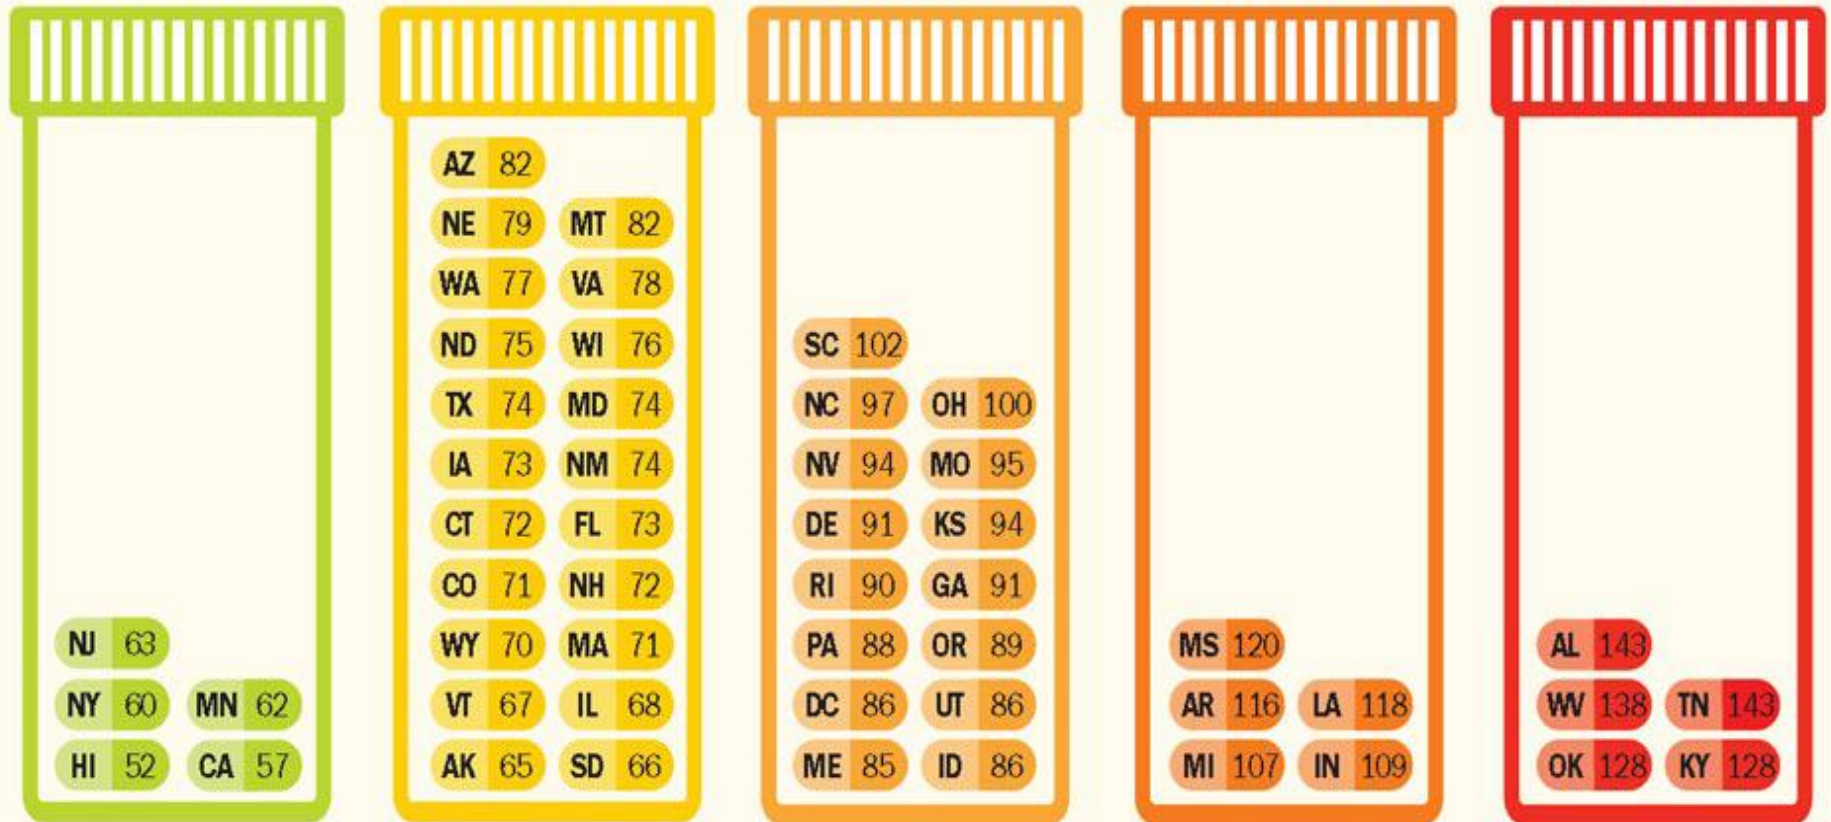 NJ 63
NY 60 MN 62
HI 52 CA 57
AZ 82
NE 79 MT 82
WA 77 VA 78
ND 75 WI 76
TX 74 MD 74
IA 73 NM 74
CT 72 FL 73
CO 71 NH 72
WY 70 MA 71
VT 67 IL 68
AK 65 SD 66
SC 102
NC 97 OH 100
NV 94 MO 95
DE 91 KS 94
RI 90 GA 91
PA 88 OR 89
DC 86 UT 86
ME 85 ID 86
MS 120
AR 116 LA 118
MI 107 IN 109
AL 143
WV 138 TN 143
OK 128 KY 128